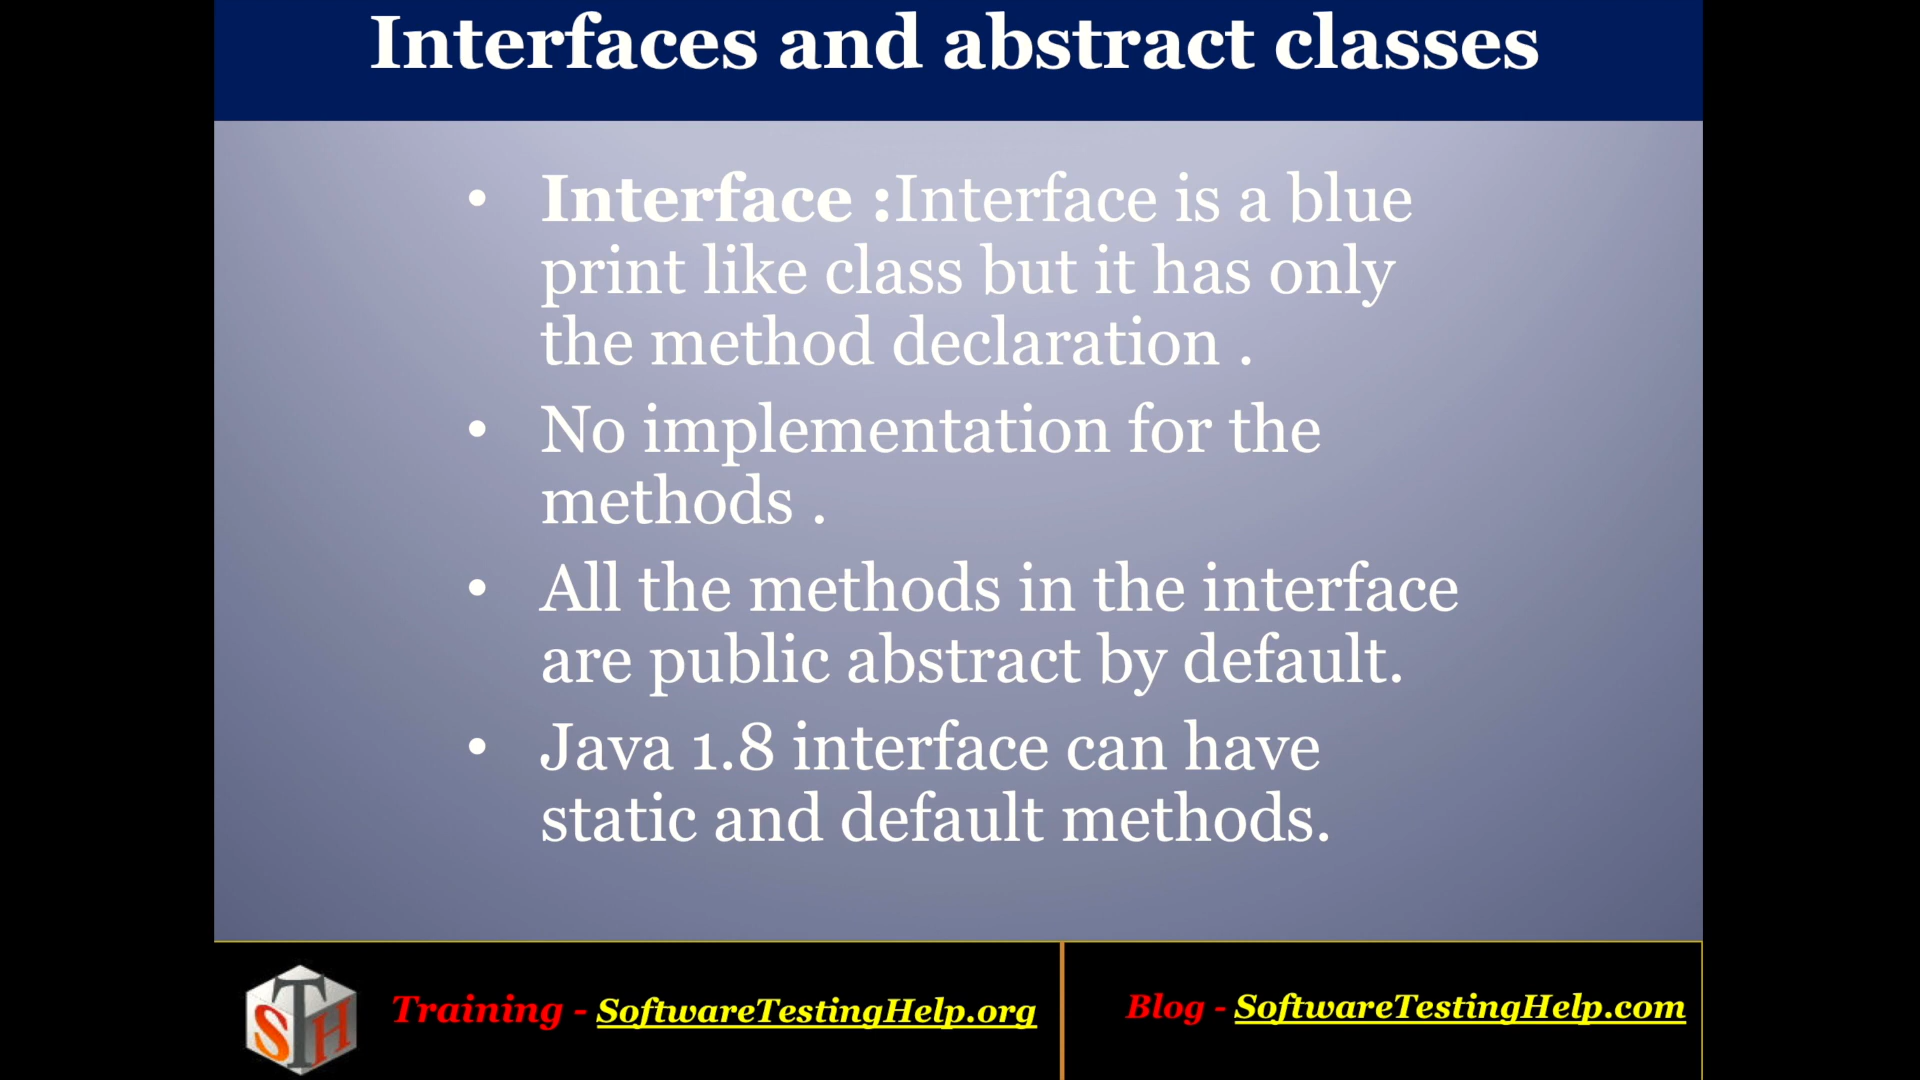 Interfaces and abstract classes
• Interface :Interface is a blue
print like class but it has only
the method declaration .
• No implementation for the
methods .
• All the methods in the interface
are public abstract by default.
• Java 1.8 interface can have
static and default methods.
STH
Training - SoftwareTestingHelp.org
Blog - SoftwareTestingHelp.com